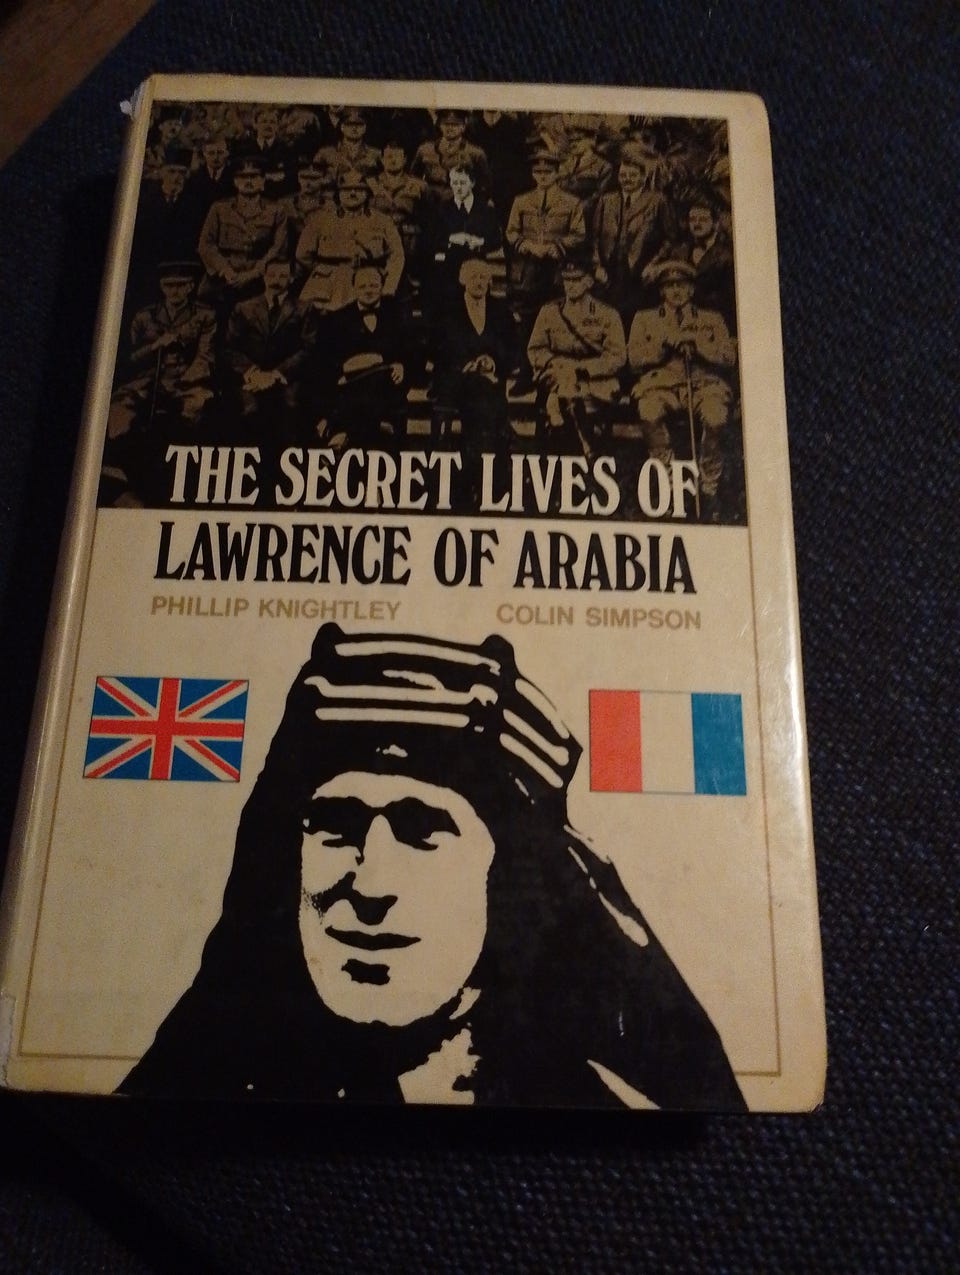 THE SECRET LIVES OF
LAWRENCE OF ARABIA
PHILLIP KNIGHTLEY COLIN SIMPSON